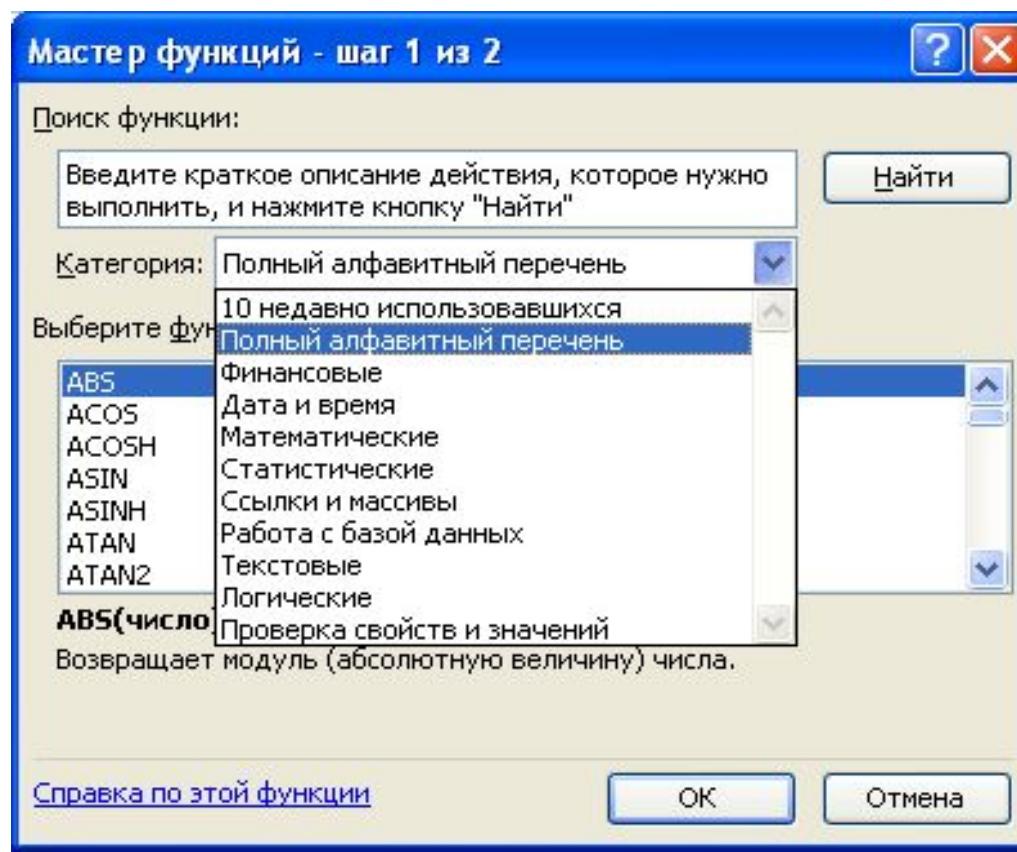 Мастер функций - шаг 1 из 2
Поиск функции:
Введите краткое описание действия, которое нужно
выполнить, и нажмите кнопку "Найти"
Найти
Категория: Полный алфавитный перечень
10 недавно использовавшихся
Полный алфавитный перечень
Финансовые
Дата и время
Математические
Статистические
Ссылки и массивы
Работа с базой данных
Текстовые
Логические
Проверка свойств и значений
Выберите фун
ABS
ACOS
ACOSH
ASIN
ASINH
ATAN
ATAN2
ABS(число)
Возвращает модуль (абсолютную величину) числа.
Справка по этой функции
ОК
Отмена